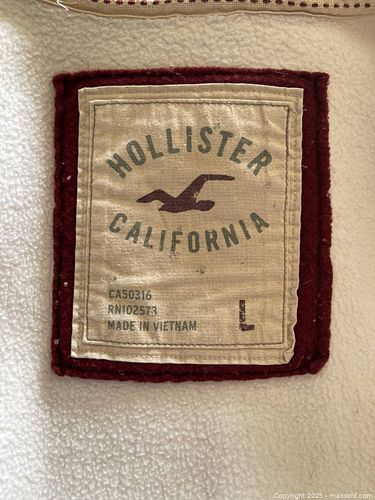 HOLLISTER
CALIFORNIA
CA50316
RN102573
MADE IN VIETNAM
L
Copyright 2025 - maxsold.com